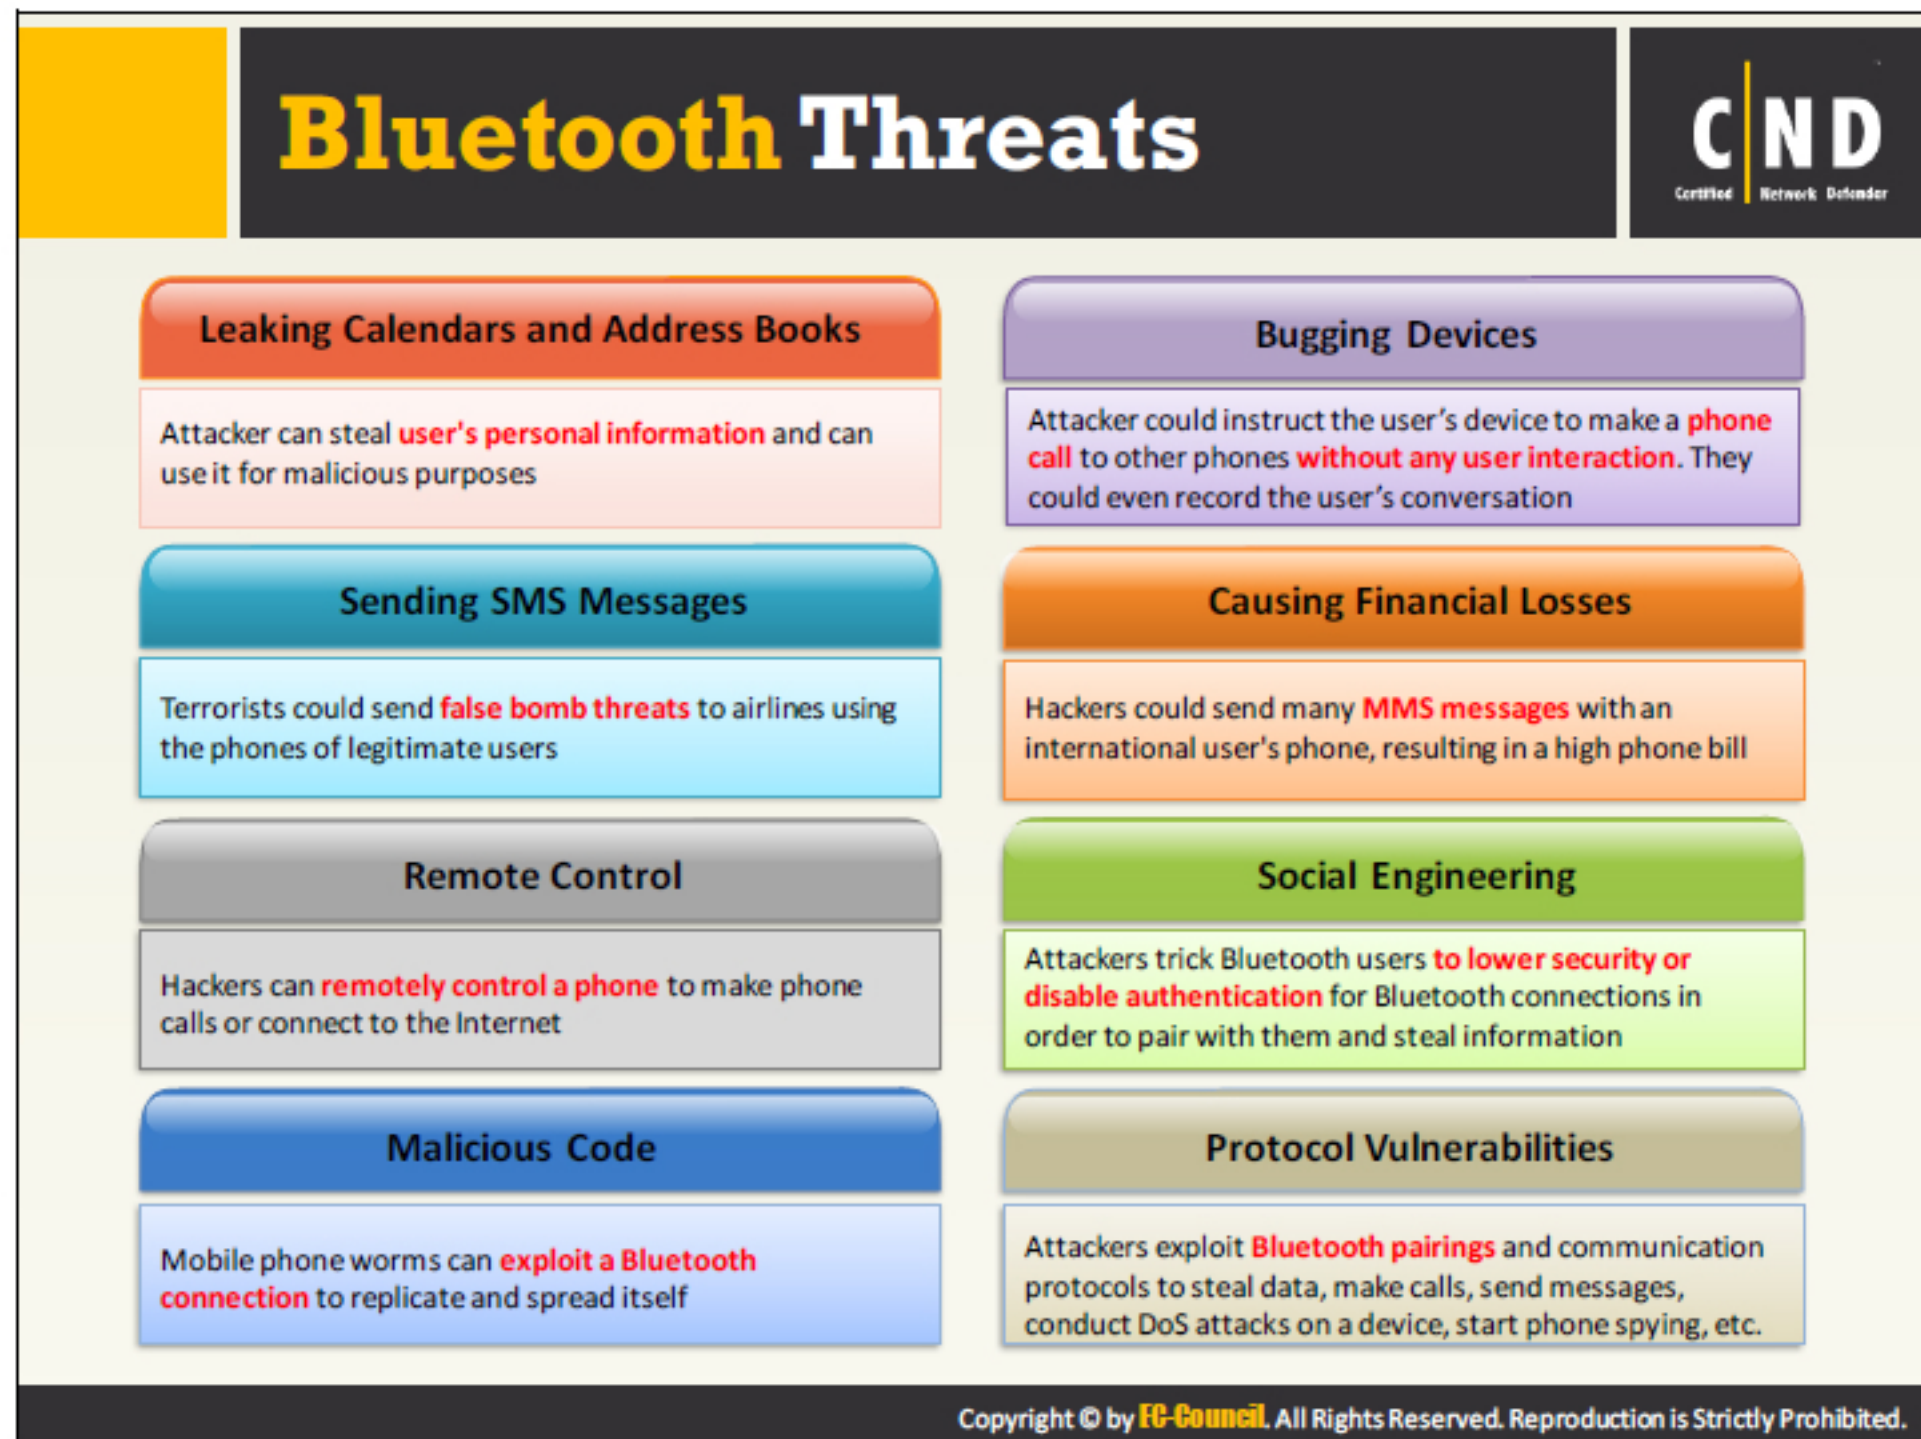 Bluetooth Threats
C|ND
Certified Network Defender
Leaking Calendars and Address Books
Attacker can steal user's personal information and can
use it for malicious purposes
Bugging Devices
Attacker could instruct the user’s device to make a phone
call to other phones without any user interaction. They
could even record the user’s conversation
Sending SMS Messages
Terrorists could send false bomb threats to airlines using
the phones of legitimate users
Causing Financial Losses
Hackers could send many MMS messages with an
international user's phone, resulting in a high phone bill
Remote Control
Hackers can remotely control a phone to make phone
calls or connect to the Internet
Social Engineering
Attackers trick Bluetooth users to lower security or
disable authentication for Bluetooth connections in
order to pair with them and steal information
Malicious Code
Mobile phone worms can exploit a Bluetooth
connection to replicate and spread itself
Protocol Vulnerabilities
Attackers exploit Bluetooth pairings and communication
protocols to steal data, make calls, send messages,
conduct DoS attacks on a device, start phone spying, etc.
Copyright © by EC-Council. All Rights Reserved. Reproduction is Strictly Prohibited.